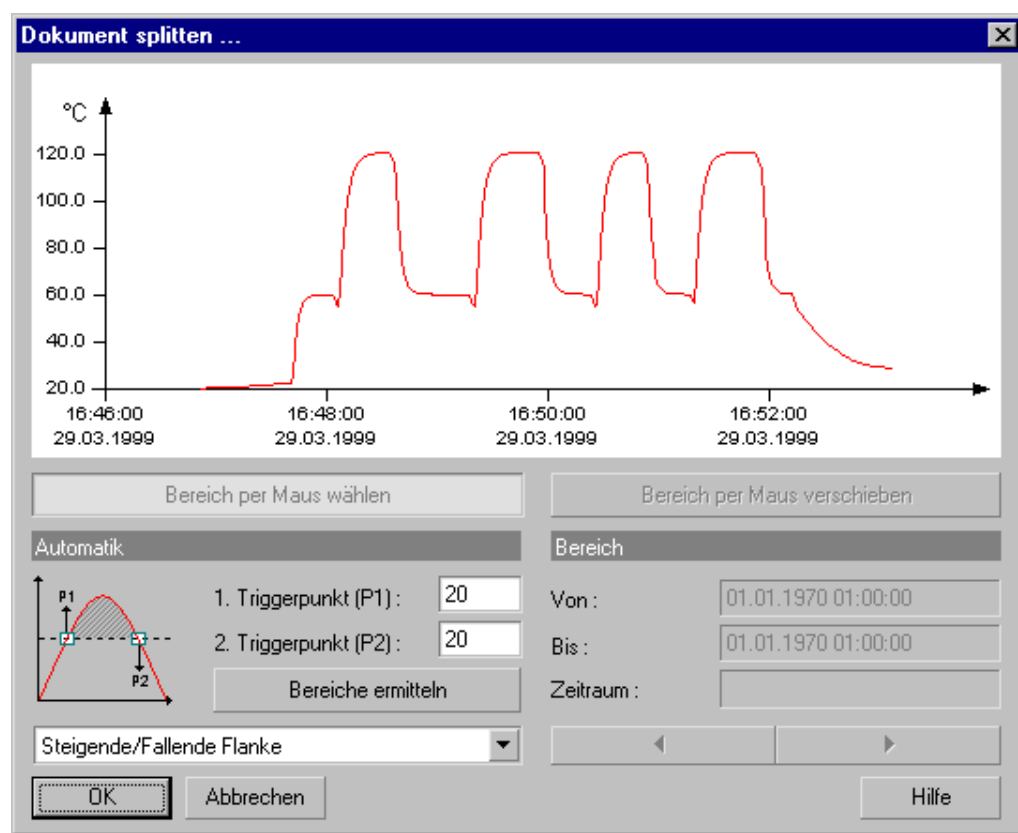 Dokument splitten ...
°C
120.0
100.0
80.0
60.0
40.0
20.0
16:46:00 16:48:00 16:50:00 16:52:00
29.03.1999 29.03.1999 29.03.1999 29.03.1999
Bereich per Maus wählen
Bereich per Maus verschieben
Automatik
P1
P2
1. Triggerpunkt (P1) : 20
2. Triggerpunkt (P2) : 20
Bereiche ermitteln
Steigende/Fallende Flanke
Bereich
Von : 01.01.1970 01:00:00
Bis : 01.01.1970 01:00:00
Zeitraum :
OK
Abbrechen
Hilfe